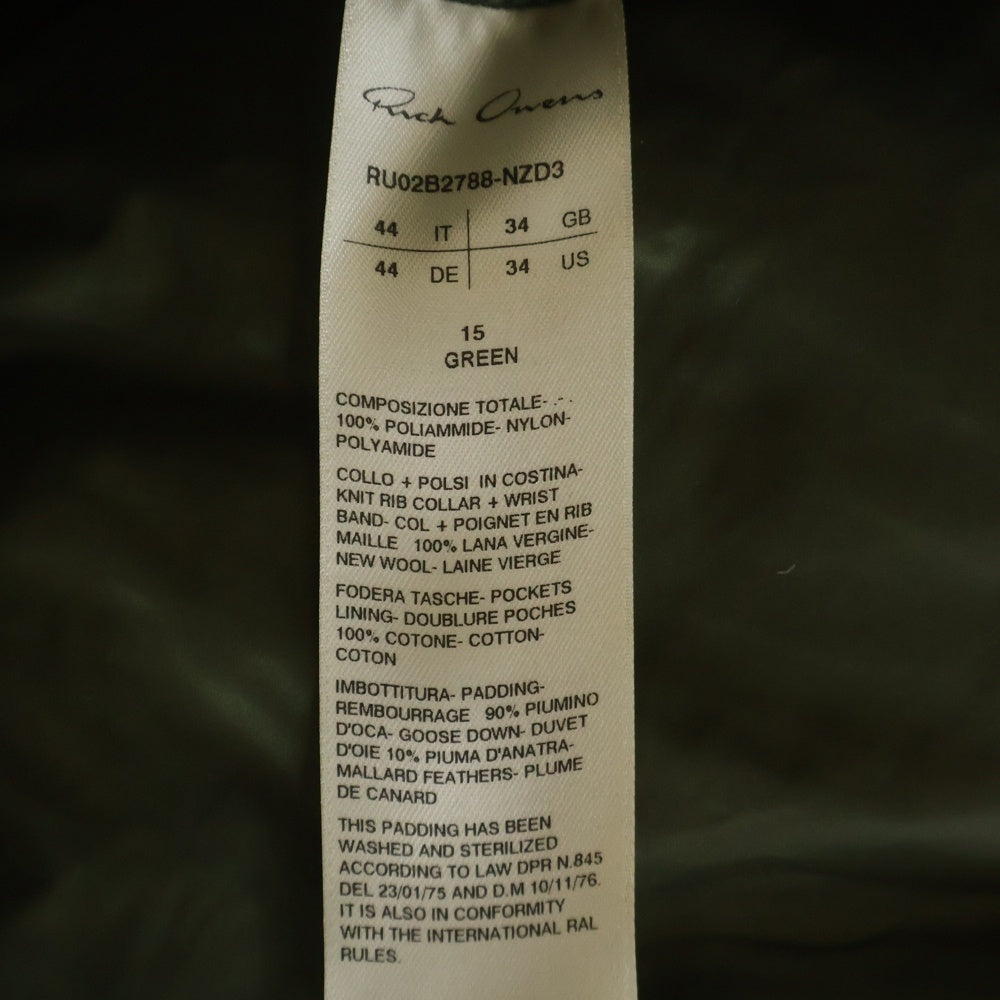 Rick Owens
RU02B2788-NZD3
44 IT 34 GB
44 DE 34 US
15
GREEN
COMPOSIZIONE TOTALE- .- .
100% POLIAMMIDE- NYLON-
POLYAMIDE
COLLO + POLSI IN COSTINA-
KNIT RIB COLLAR + WRIST
BAND- COL + POIGNET EN RIB
MAILLE 100% LANA VERGINE-
NEW WOOL- LAINE VIERGE
FODERA TASCHE- POCKETS
LINING- DOUBLURE POCHES
100% COTONE- COTTON-
COTON
IMBOTTITURA- PADDING-
REMBOURRAGE 90% PIUMINO
D'OCA- GOOSE DOWN- DUVET
D'OIE 10% PIUMA D'ANATRA-
MALLARD FEATHERS- PLUME
DE CANARD
THIS PADDING HAS BEEN
WASHED AND STERILIZED
ACCORDING TO LAW DPR N.845
DEL 23/01/75 AND D.M 10/11/76.
IT IS ALSO IN CONFORMITY
WITH THE INTERNATIONAL RAL
RULES.